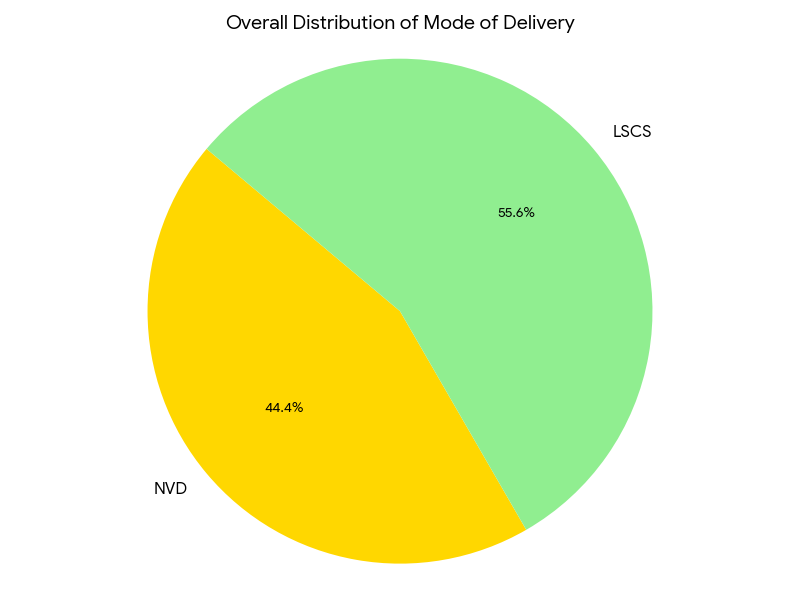 Overall Distribution of Mode of Delivery
LSCS
55.6%
44.4%
NVD